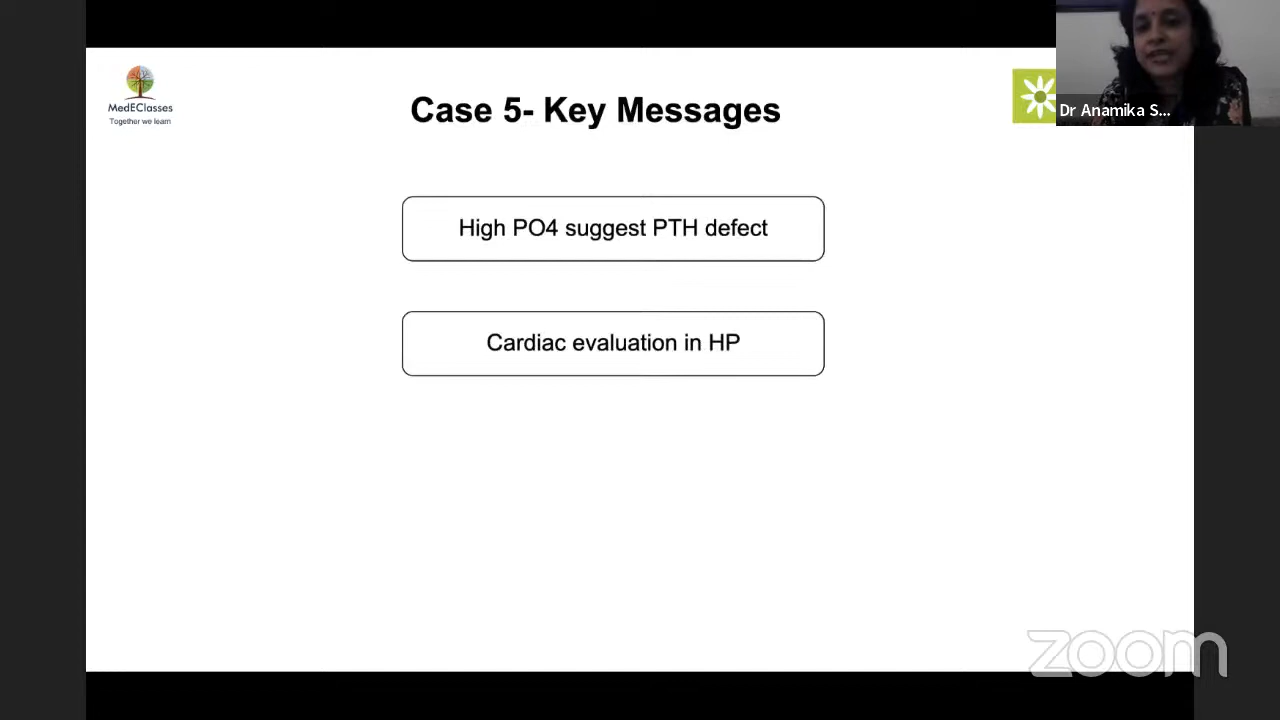 MedEClasses
Together we learn
Case 5- Key Messages
Dr Anamika S...
High PO4 suggest PTH defect
Cardiac evaluation in HP
zoom